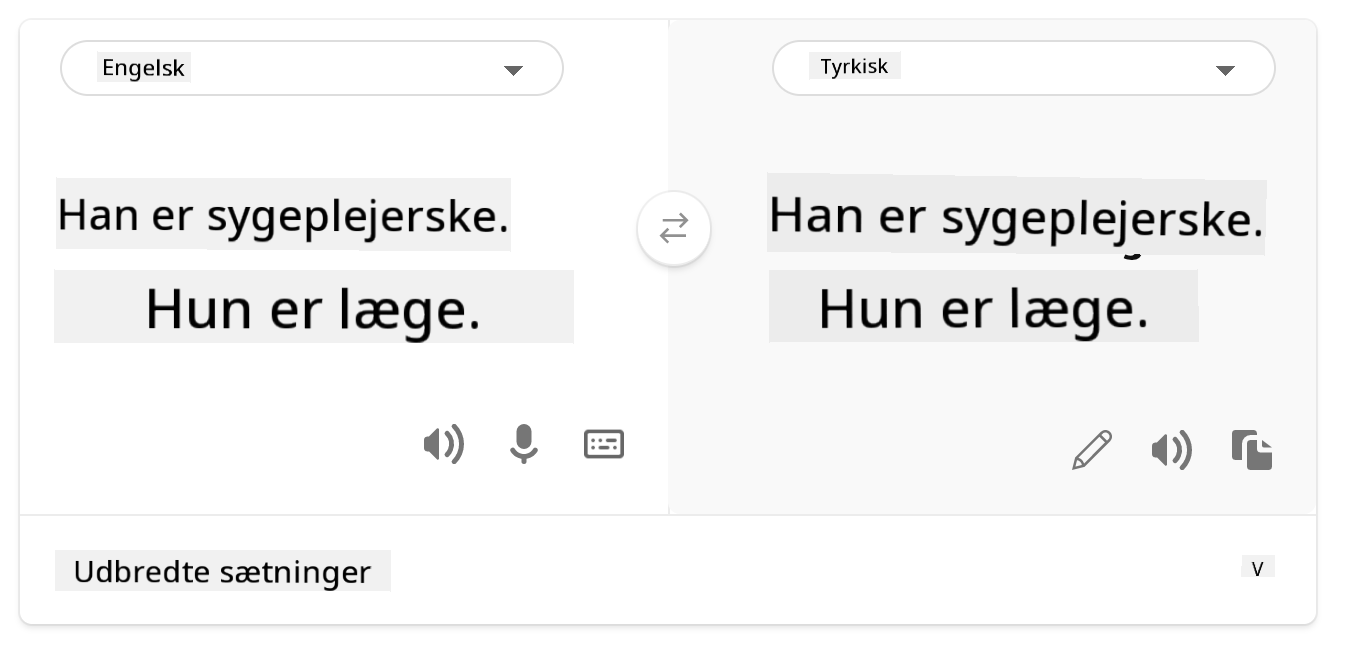 Engelsk
Tyrkisk
Han er sygeplejerske.
Hun er læge.
Han er sygeplejerske.
Hun er læge.
Udbredte sætninger
V